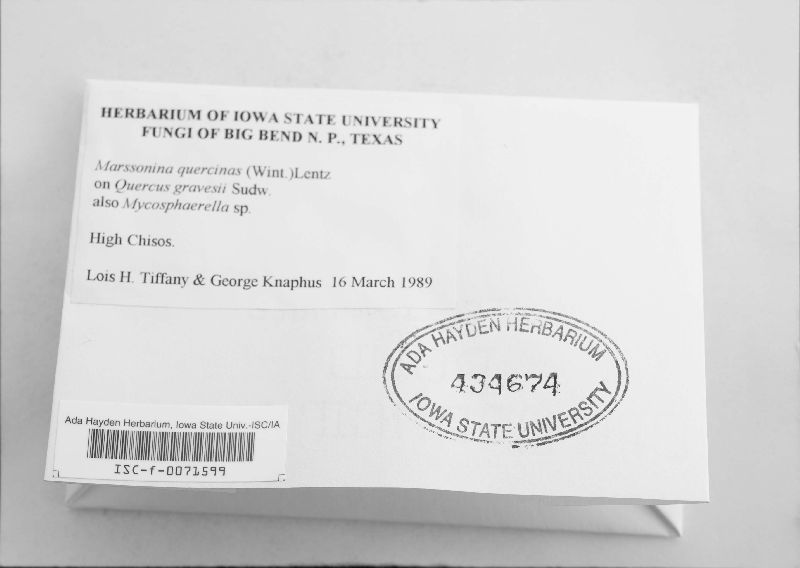 HERBARIUM OF IOWA STATE UNIVERSITY
FUNGI OF BIG BEND N. P., TEXAS
Marssonina quercinas (Wint.)Lentz
on Quercus gravesii Sudw.
also Mycosphaerella sp.
High Chisos.
Lois H. Tiffany & George Knaphus 16 March 1989
ADA HAYDEN HERBARIUM
434674
IOWA STATE UNIVERSITY
Ada Hayden Herbarium, Iowa State Univ.-ISC/IA
ISC-f-0071599